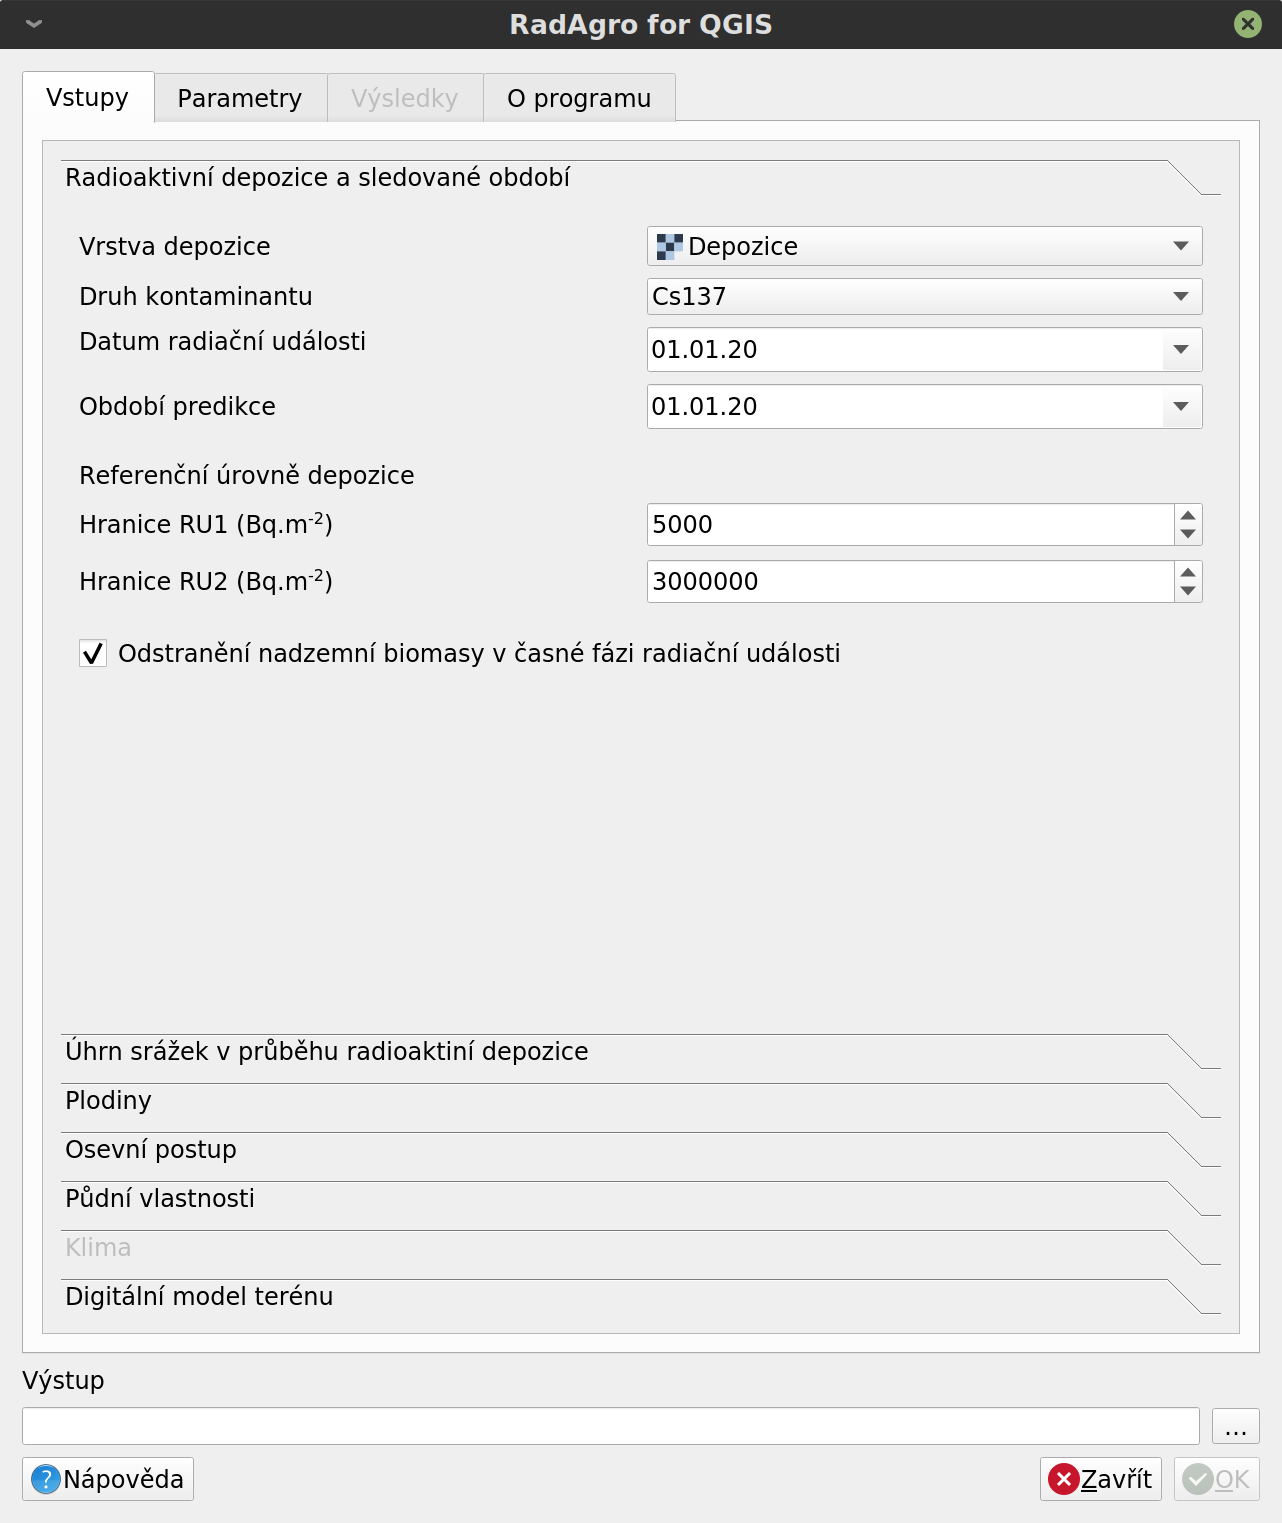 RadAgro for QGIS
Vstupy Parametry Výsledky O programu
Radioaktivní depozice a sledované období
Vrstva depozice Depozice
Druh kontaminantu Cs137
Datum radiační události 01.01.20
Období predikce 01.01.20
Referenční úrovně depozice
Hranice RU1 (Bq.m⁻²) 5000
Hranice RU2 (Bq.m⁻²) 3000000
Odstranění nadzemní biomasy v časné fázi radiační události
Úhrn srážek v průběhu radioaktiní depozice
Plodiny
Osevní postup
Půdní vlastnosti
Klima
Digitální model terénu
Výstup
...
? Nápověda Zavřít OK